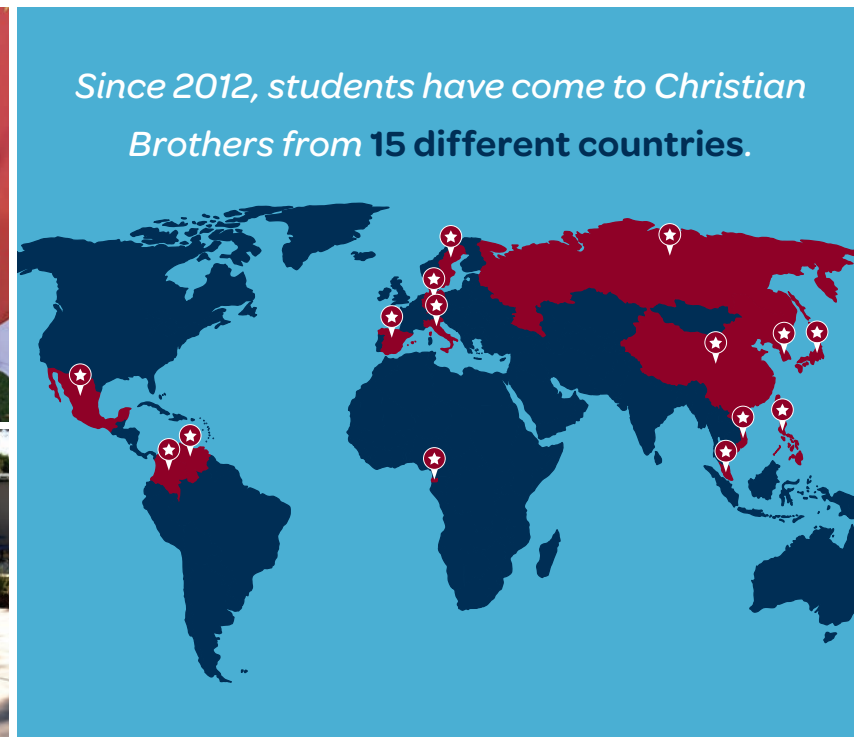 Since 2012, students have come to Christian
Brothers from 15 different countries.